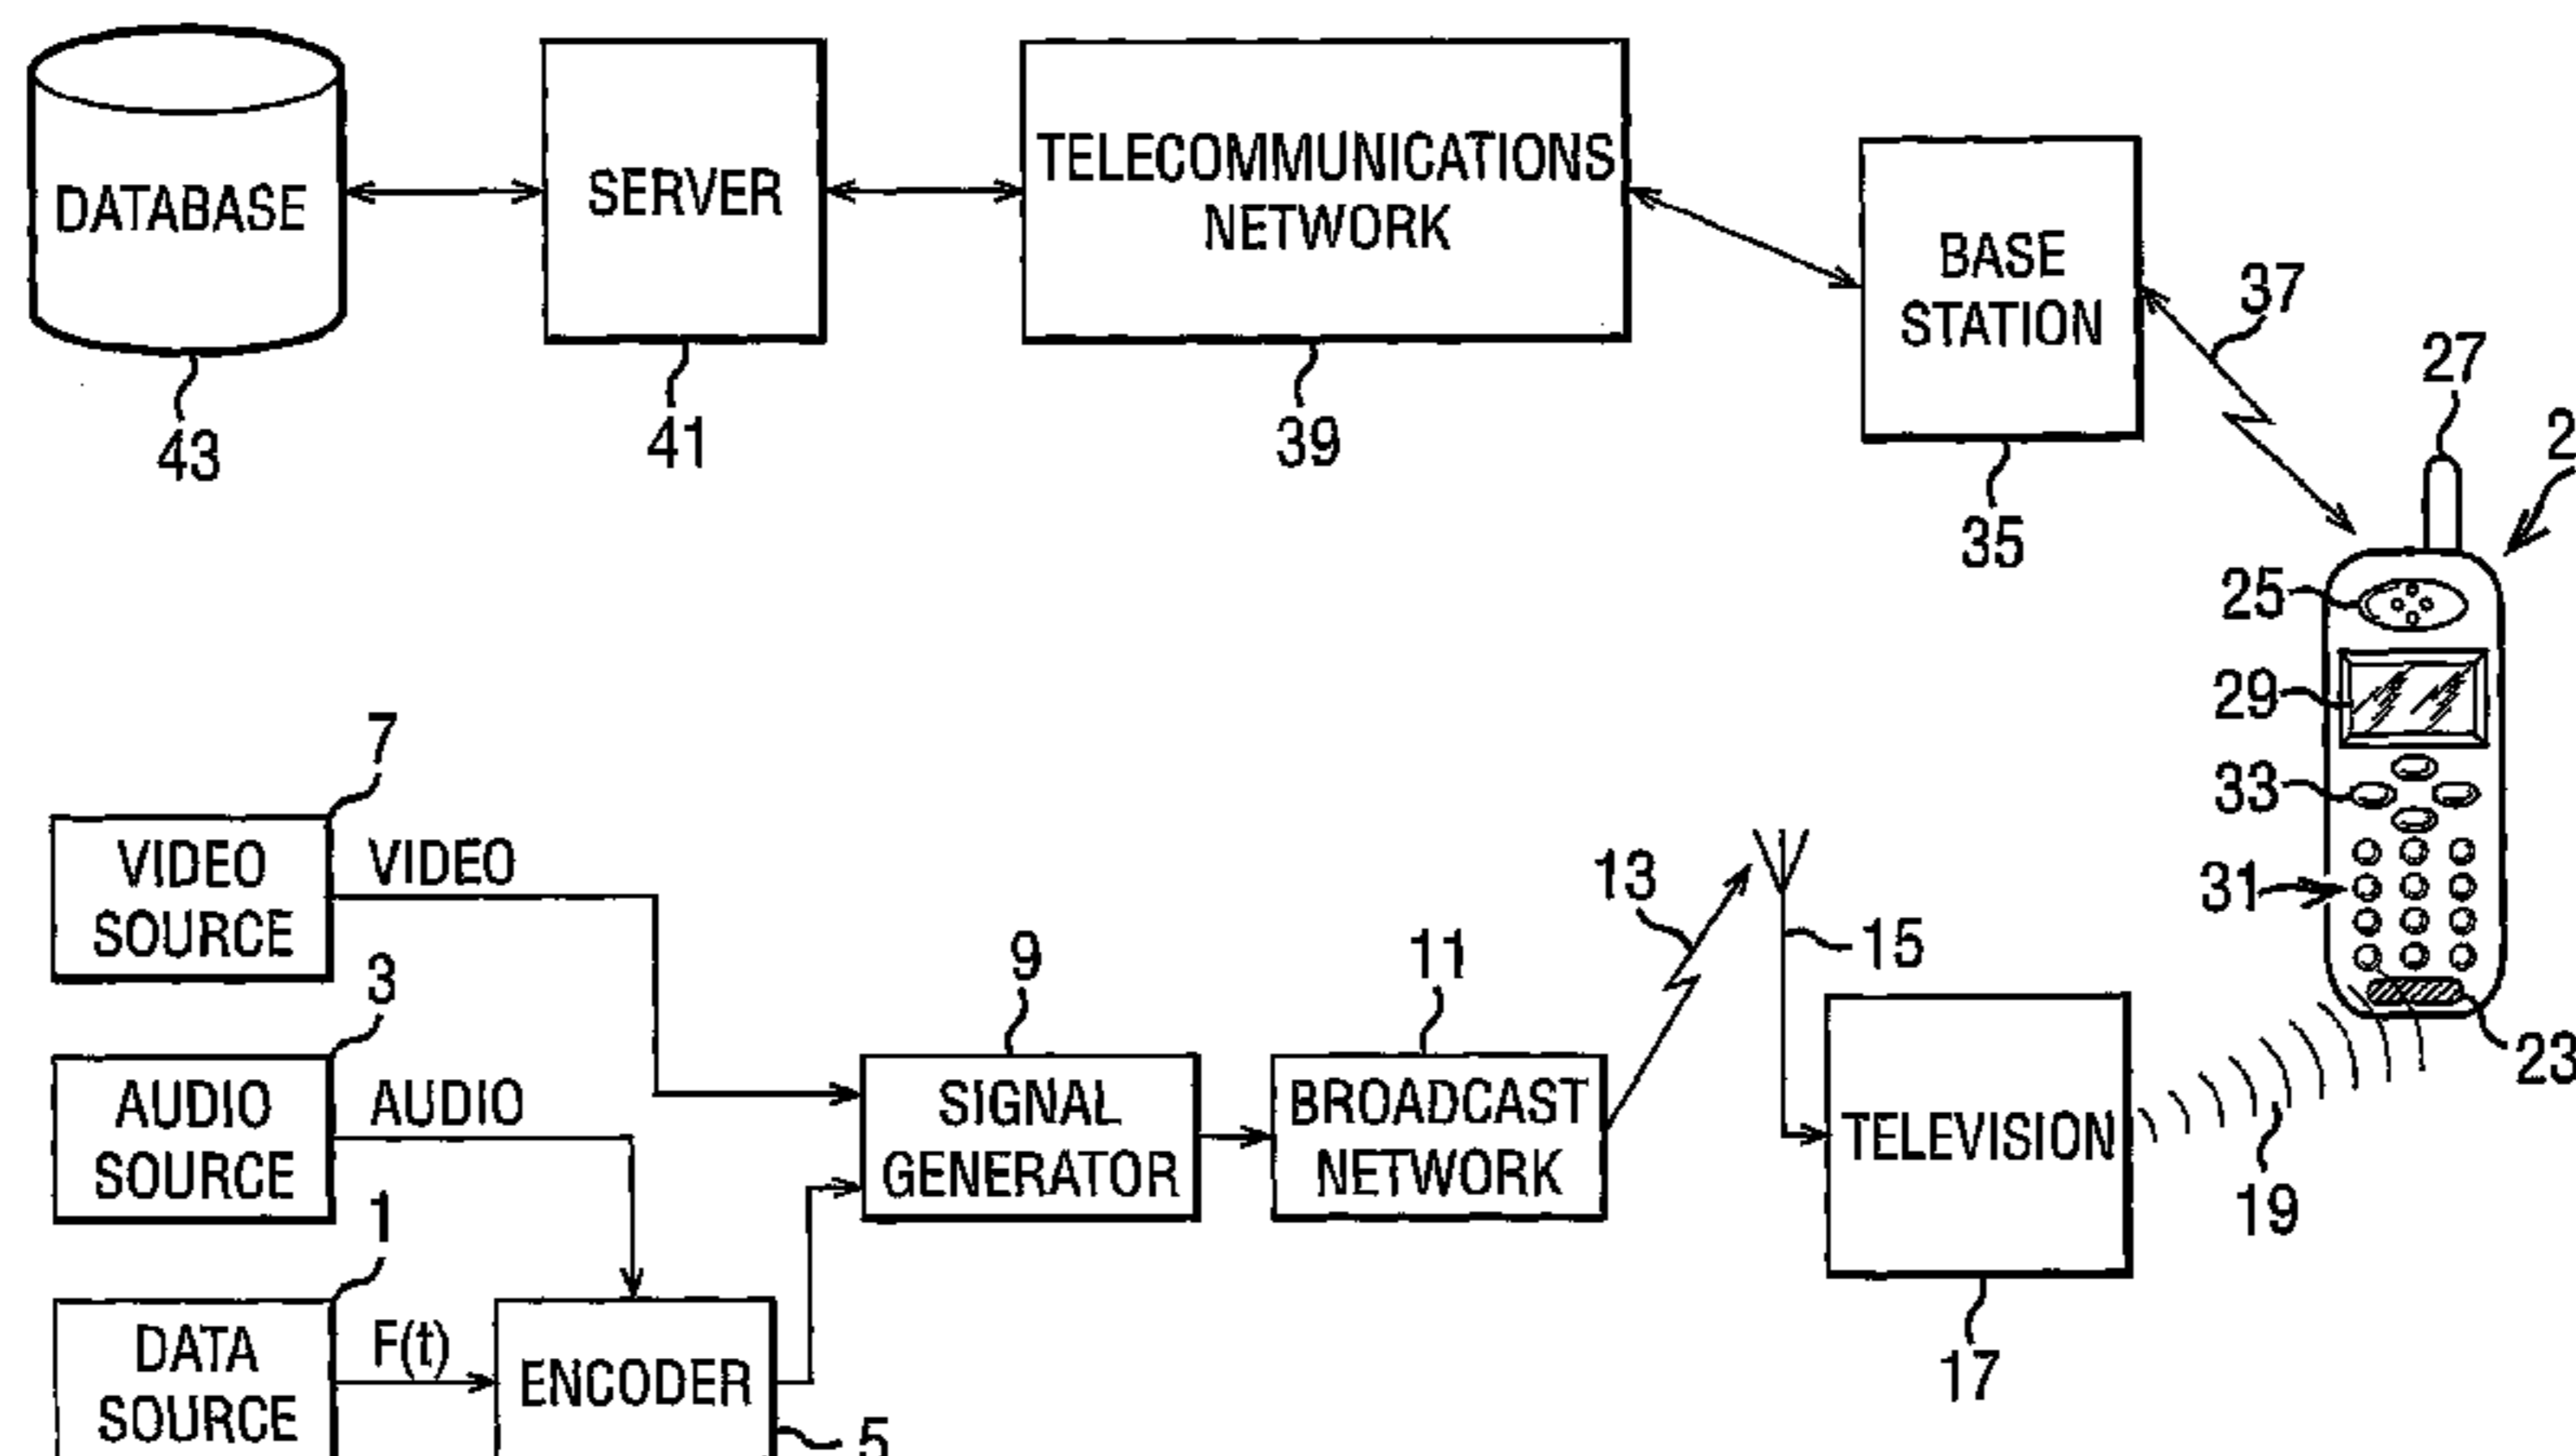 DATABASE
SERVER
TELECOMMUNICATIONS
NETWORK
BASE
STATION
37
27
2
43
41
39
35
25
29
33
31
23
7
VIDEO
SOURCE
VIDEO
3
AUDIO
SOURCE
AUDIO
1
DATA
SOURCE
F(t)
ENCODER
5
9
SIGNAL
GENERATOR
11
BROADCAST
NETWORK
13
15
TELEVISION
17
19